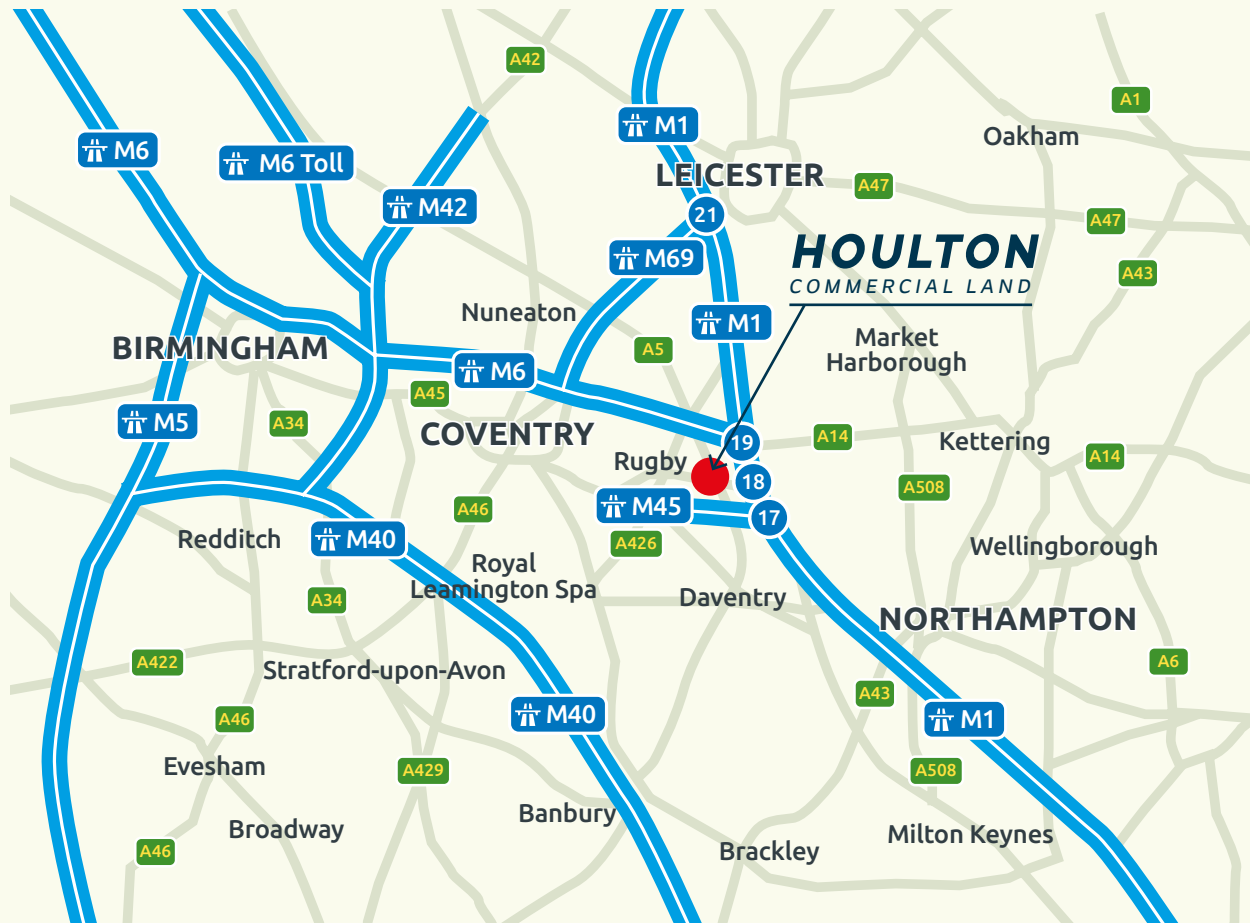 A42
A1
M1
Oakham
M6
M6 Toll
LEICESTER
A47
M42
21
A47
HOULTON
COMMERCIAL LAND
M69
A43
Nuneaton
M1
Market
Harborough
BIRMINGHAM
A5
M6
A45
M5
A34
COVENTRY
19
A14
Kettering
A14
Rugby
18
A508
M45
17
A46
Redditch
M40
A426
Wellingborough
Royal
Leamington Spa
A34
Daventry
NORTHAMPTON
A422
Stratford-upon-Avon
A6
A43
A46
M40
M1
Evesham
A429
A508
Broadway
Banbury
Milton Keynes
A46
Brackley